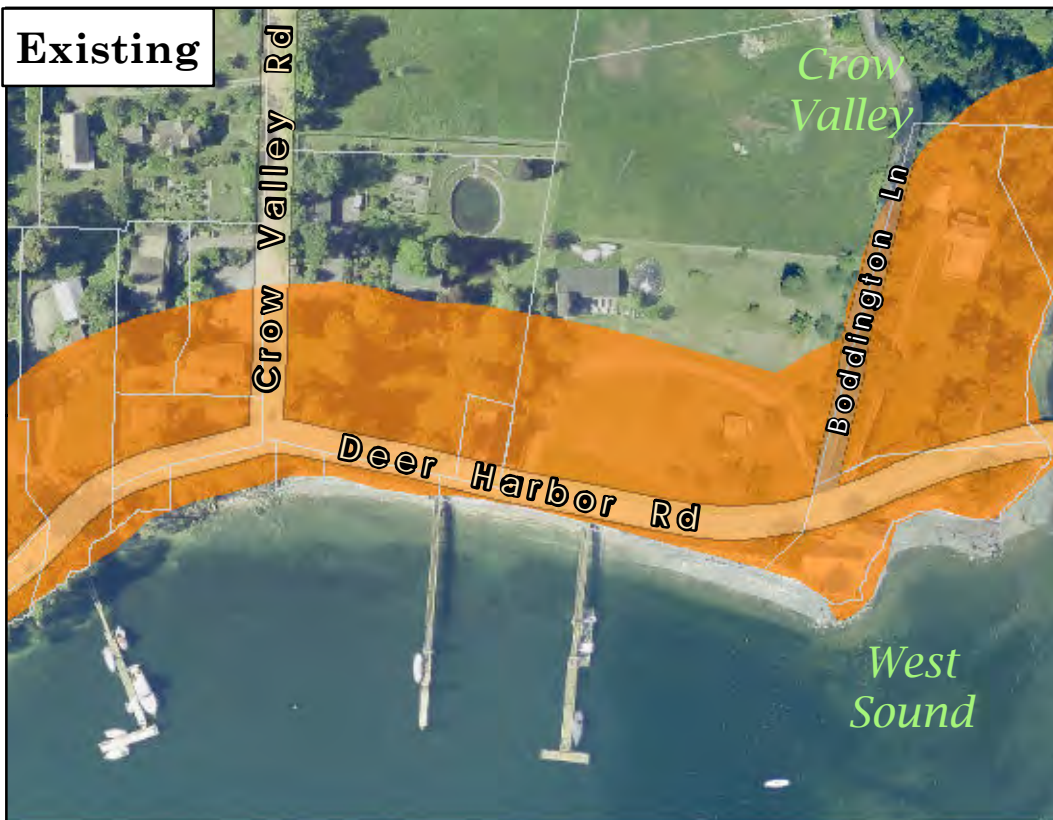 Existing
Crow Valley Rd
Crow
Valley
Boddington Ln
Deer Harbor Rd
West
Sound